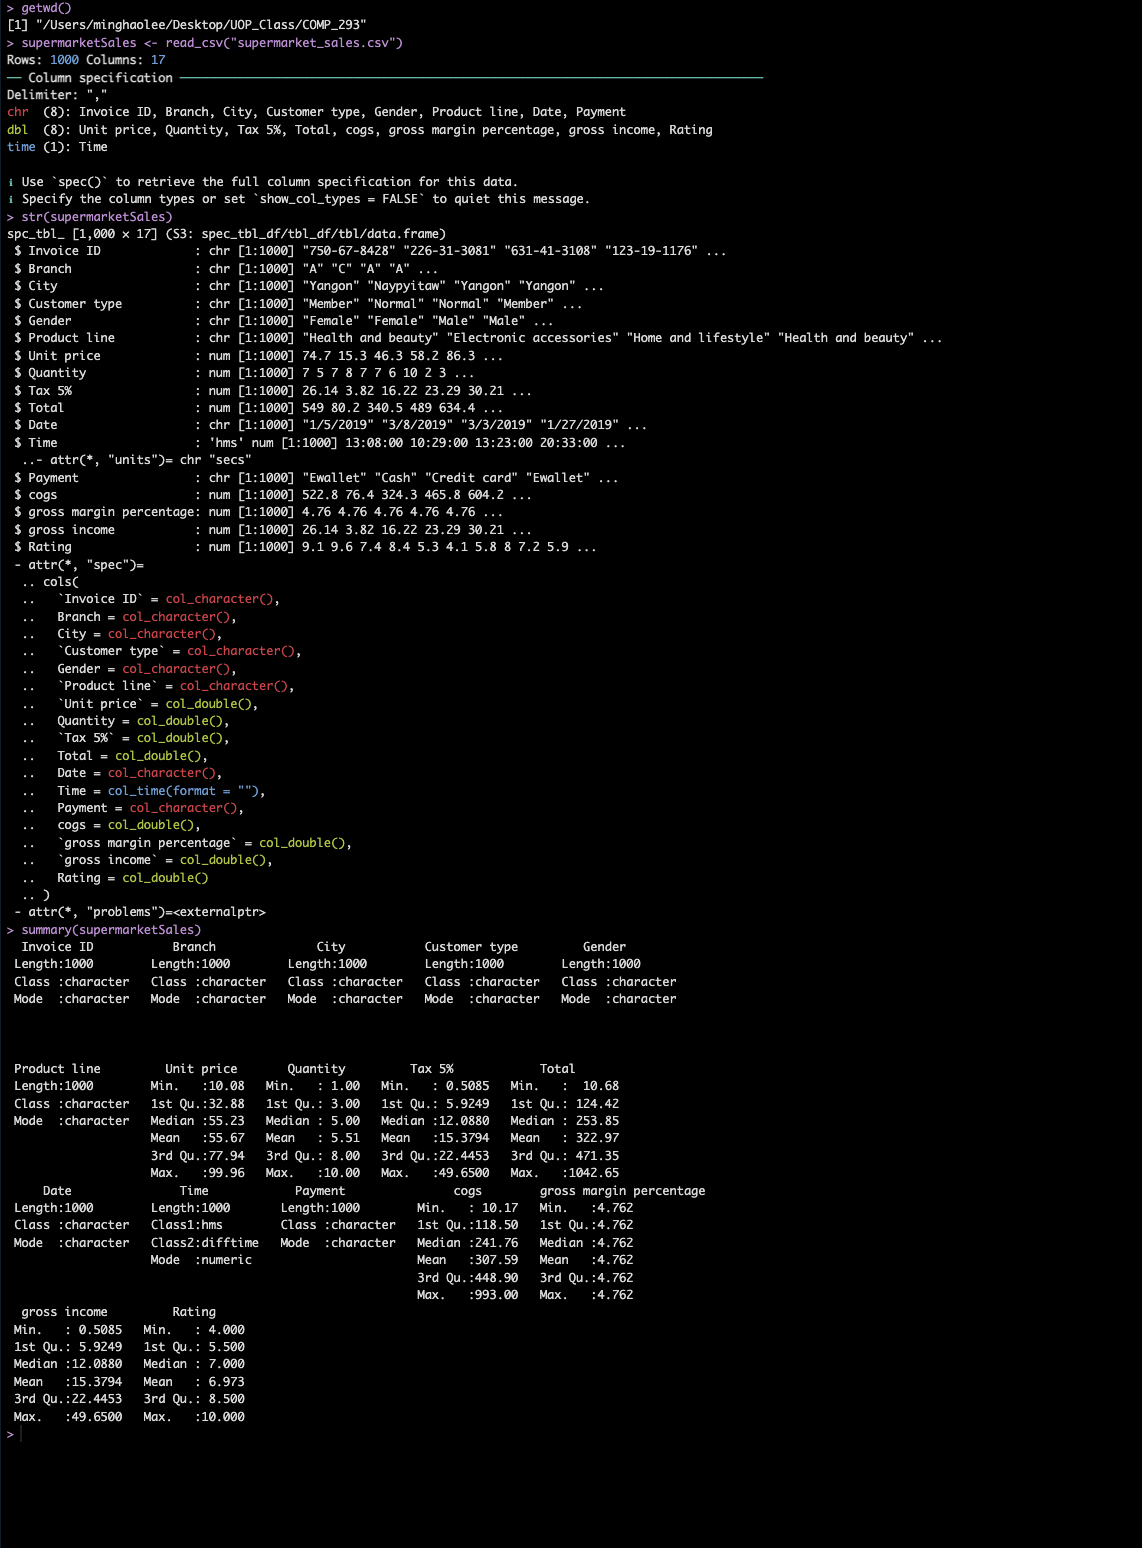 > getwd()
[1] "/Users/minghaolee/Desktop/UOP_Class/COMP_293"
> supermarketSales <- read_csv("supermarket_sales.csv")
Rows: 1000 Columns: 17
── Column specification ─────────────────────────────────────────────────────────────────────────────────
Delimiter: ","
chr  (8): Invoice ID, Branch, City, Customer type, Gender, Product line, Date, Payment
dbl  (8): Unit price, Quantity, Tax 5%, Total, cogs, gross margin percentage, gross income, Rating
time (1): Time
ℹ Use `spec()` to retrieve the full column specification for this data.
ℹ Specify the column types or set `show_col_types = FALSE` to quiet this message.
> str(supermarketSales)
spc_tbl_ [1,000 × 17] (S3: spec_tbl_df/tbl_df/tbl/data.frame)
 $ Invoice ID             : chr [1:1000] "750-67-8428" "226-31-3081" "631-41-3108" "123-19-1176" ...
 $ Branch                 : chr [1:1000] "A" "C" "A" "A" ...
 $ City                   : chr [1:1000] "Yangon" "Naypyitaw" "Yangon" "Yangon" ...
 $ Customer type          : chr [1:1000] "Member" "Normal" "Normal" "Member" ...
 $ Gender                 : chr [1:1000] "Female" "Female" "Male" "Male" ...
 $ Product line           : chr [1:1000] "Health and beauty" "Electronic accessories" "Home and lifestyle" "Health and beauty" ...
 $ Unit price             : num [1:1000] 74.7 15.3 46.3 58.2 86.3 ...
 $ Quantity               : num [1:1000] 7 5 7 8 7 7 6 10 2 3 ...
 $ Tax 5%                 : num [1:1000] 26.14 3.82 16.22 23.29 30.21 ...
 $ Total                  : num [1:1000] 549 80.2 340.5 489 634.4 ...
 $ Date                   : chr [1:1000] "1/5/2019" "3/8/2019" "3/3/2019" "1/27/2019" ...
 $ Time                   : 'hms' num [1:1000] 13:08:00 10:29:00 13:23:00 20:33:00 ...
  ..- attr(*, "units")= chr "secs"
 $ Payment                : chr [1:1000] "Ewallet" "Cash" "Credit card" "Ewallet" ...
 $ cogs                   : num [1:1000] 522.8 76.4 324.3 465.8 604.2 ...
 $ gross margin percentage: num [1:1000] 4.76 4.76 4.76 4.76 4.76 ...
 $ gross income           : num [1:1000] 26.14 3.82 16.22 23.29 30.21 ...
 $ Rating                 : num [1:1000] 9.1 9.6 7.4 8.4 5.3 4.1 5.8 8 7.2 5.9 ...
 - attr(*, "spec")=
  .. cols(
  ..   `Invoice ID` = col_character(),
  ..   Branch = col_character(),
  ..   City = col_character(),
  ..   `Customer type` = col_character(),
  ..   Gender = col_character(),
  ..   `Product line` = col_character(),
  ..   `Unit price` = col_double(),
  ..   Quantity = col_double(),
  ..   `Tax 5%` = col_double(),
  ..   Total = col_double(),
  ..   Date = col_character(),
  ..   Time = col_time(format = ""),
  ..   Payment = col_character(),
  ..   cogs = col_double(),
  ..   `gross margin percentage` = col_double(),
  ..   `gross income` = col_double(),
  ..   Rating = col_double()
  .. )
 - attr(*, "problems")=<externalptr>
> summary(supermarketSales)
  Invoice ID           Branch              City           Customer type         Gender
 Length:1000        Length:1000        Length:1000        Length:1000        Length:1000
 Class :character   Class :character   Class :character   Class :character   Class :character
 Mode  :character   Mode  :character   Mode  :character   Mode  :character   Mode  :character
 Product line         Unit price       Quantity         Tax 5%            Total
 Length:1000        Min.   :10.08   Min.   : 1.00   Min.   : 0.5085   Min.   :  10.68
 Class :character   1st Qu.:32.88   1st Qu.: 3.00   1st Qu.: 5.9249   1st Qu.: 124.42
 Mode  :character   Median :55.23   Median : 5.00   Median :12.0880   Median : 253.85
                    Mean   :55.67   Mean   : 5.51   Mean   :15.3794   Mean   : 322.97
                    3rd Qu.:77.94   3rd Qu.: 8.00   3rd Qu.:22.4453   3rd Qu.: 471.35
                    Max.   :99.96   Max.   :10.00   Max.   :49.6500   Max.   :1042.65
     Date               Time            Payment               cogs        gross margin percentage
 Length:1000        Length:1000       Length:1000        Min.   : 10.17   Min.   :4.762
 Class :character   Class1:hms        Class :character   1st Qu.:118.50   1st Qu.:4.762
 Mode  :character   Class2:difftime   Mode  :character   Median :241.76   Median :4.762
                    Mode  :numeric                       Mean   :307.59   Mean   :4.762
                                                         3rd Qu.:448.90   3rd Qu.:4.762
                                                         Max.   :993.00   Max.   :4.762
  gross income         Rating
 Min.   : 0.5085   Min.   : 4.000
 1st Qu.: 5.9249   1st Qu.: 5.500
 Median :12.0880   Median : 7.000
 Mean   :15.3794   Mean   : 6.973
 3rd Qu.:22.4453   3rd Qu.: 8.500
 Max.   :49.6500   Max.   :10.000
>